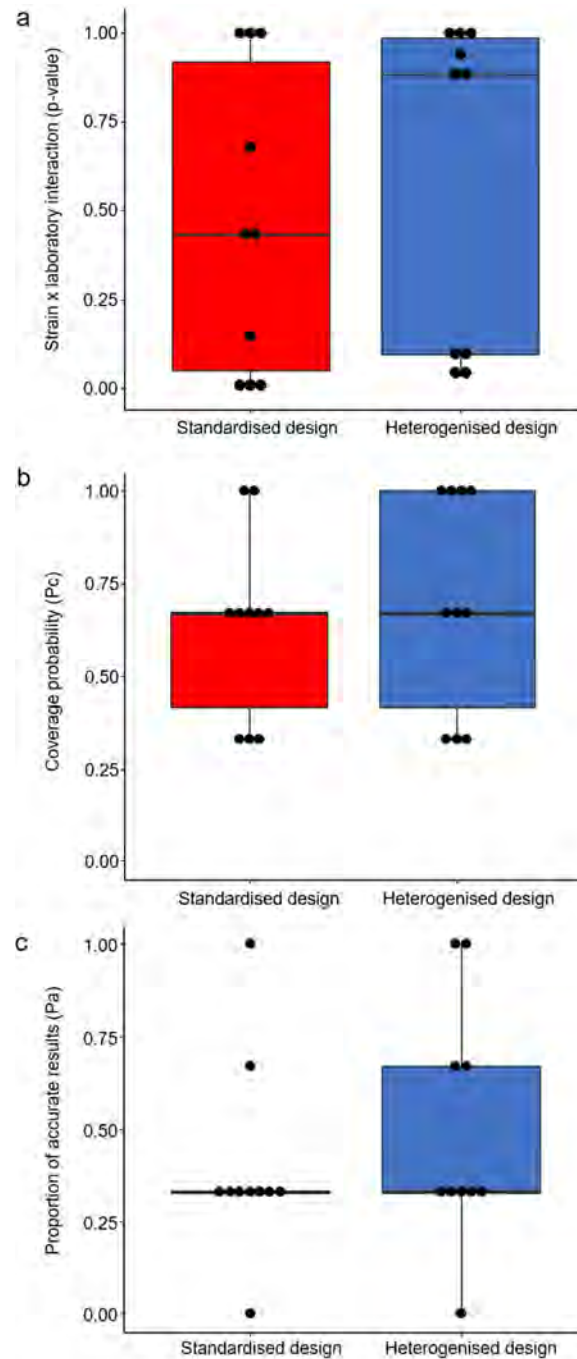 a
Strain x laboratory interaction (p-value)
1.00
0.75
0.50
0.25
0.00
Standardised design
Heterogenised design
b
Coverage probability (Pc)
1.00
0.75
0.50
0.25
0.00
Standardised design
Heterogenised design
c
Proportion of accurate results (Pa)
1.00
0.75
0.50
0.25
0.00
Standardised design
Heterogenised design